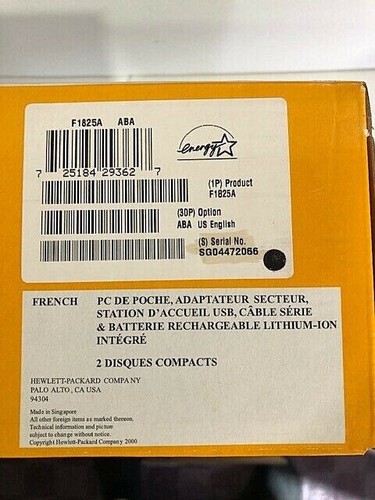 F1825A ABA
energy
7 25184 29362 7
(1P) Product
F1825A
(30P) Option
ABA US English
(S) Serial No.
SG04472066
FRENCH PC DE POCHE, ADAPTATEUR SECTEUR,
STATION D'ACCUEIL USB, CÂBLE SÉRIE
& BATTERIE RECHARGEABLE LITHIUM-ION
INTÉGRÉ
2 DISQUES COMPACTS
HEWLETT-PACKARD COMPANY
PALO ALTO, CA USA
94304
Made in Singapore
All other foreign items as marked thereon.
Technical information and picture
subject to change without notice.
Copyright Hewlett-Packard Company 2000